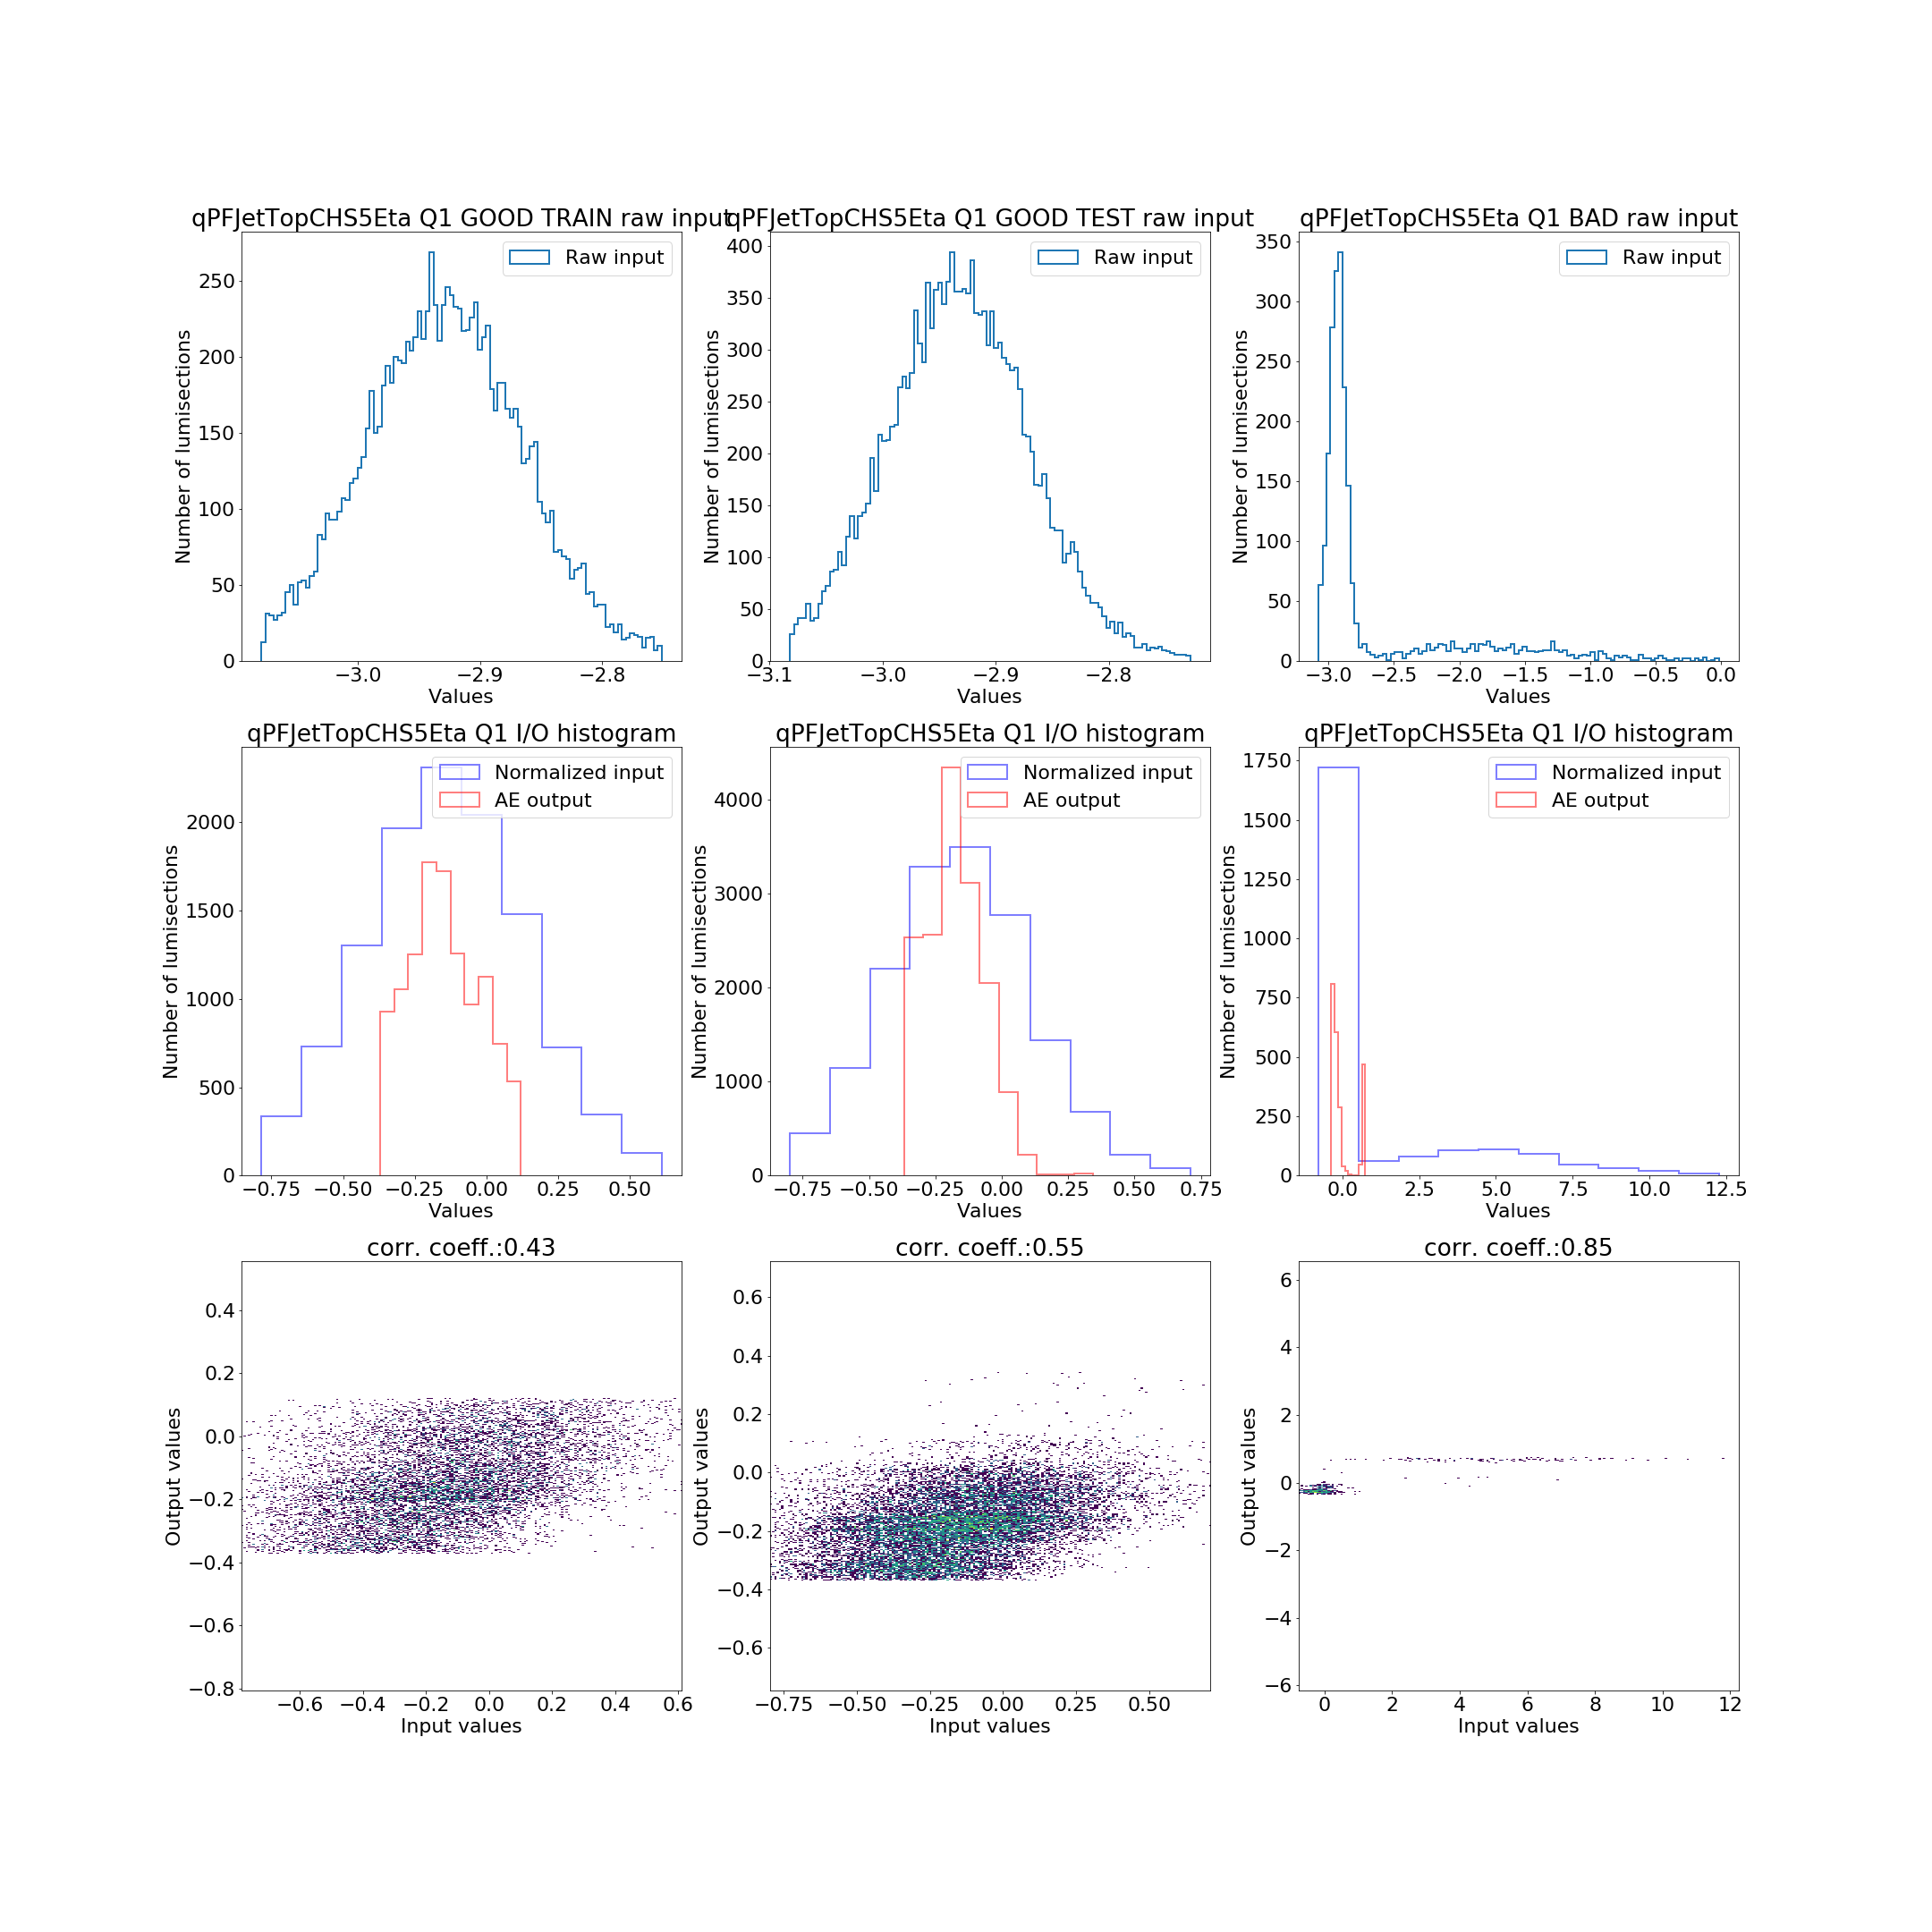 qPFJetTopCHS5Eta Q1 GOOD TRAIN raw input
Raw input
Number of lumisections
250
200
150
100
50
0
−3.0 −2.9 −2.8
Values
qPFJetTopCHS5Eta Q1 GOOD TEST raw input
Raw input
Number of lumisections
400
350
300
250
200
150
100
50
0
−3.1 −3.0 −2.9 −2.8
Values
qPFJetTopCHS5Eta Q1 BAD raw input
Raw input
Number of lumisections
350
300
250
200
150
100
50
0
−3.0 −2.5 −2.0 −1.5 −1.0 −0.5 0.0
Values
qPFJetTopCHS5Eta Q1 I/O histogram
Normalized input
AE output
Number of lumisections
2000
1500
1000
500
0
−0.75 −0.50 −0.25 0.00 0.25 0.50
Values
qPFJetTopCHS5Eta Q1 I/O histogram
Normalized input
AE output
Number of lumisections
4000
3000
2000
1000
0
−0.75 −0.50 −0.25 0.00 0.25 0.50 0.75
Values
qPFJetTopCHS5Eta Q1 I/O histogram
Normalized input
AE output
Number of lumisections
1750
1500
1250
1000
750
500
250
0
0.0 2.5 5.0 7.5 10.0 12.5
Values
corr. coeff.:0.43
Output values
0.4
0.2
0.0
−0.2
−0.4
−0.6
−0.8
−0.6 −0.4 −0.2 0.0 0.2 0.4 0.6
Input values
corr. coeff.:0.55
Output values
0.6
0.4
0.2
0.0
−0.2
−0.4
−0.6
−0.75 −0.50 −0.25 0.00 0.25 0.50
Input values
corr. coeff.:0.85
Output values
6
4
2
0
−2
−4
−6
0 2 4 6 8 10 12
Input values